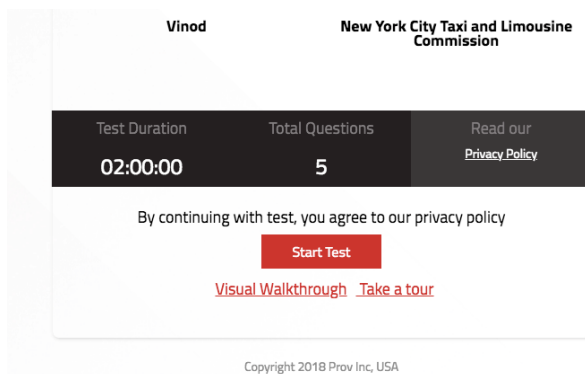 Vinod
New York City Taxi and Limousine
Commission
Test Duration
Total Questions
Read our
02:00:00
5
Privacy Policy
By continuing with test, you agree to our privacy policy
Start Test
Visual Walkthrough Take a tour
Copyright 2018 Prov Inc, USA